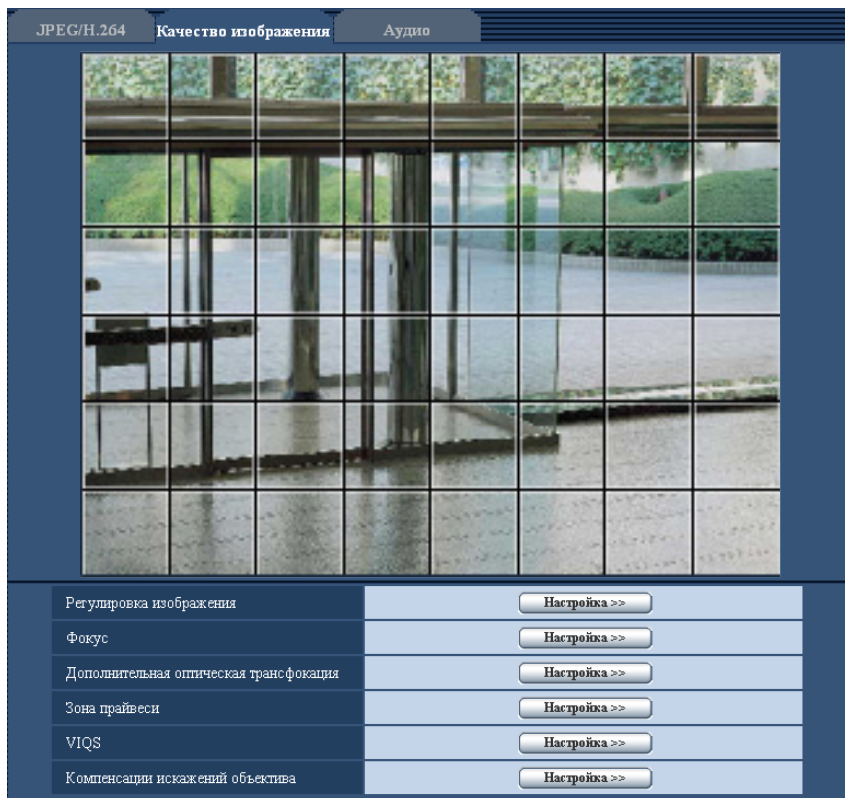 JPEG/H.264 Качество изображения Аудио
Регулировка изображения Настройка >>
Фокус Настройка >>
Дополнительная оптическая трансфокация Настройка >>
Зона прайвеси Настройка >>
VIQS Настройка >>
Компенсации искажений объектива Настройка >>